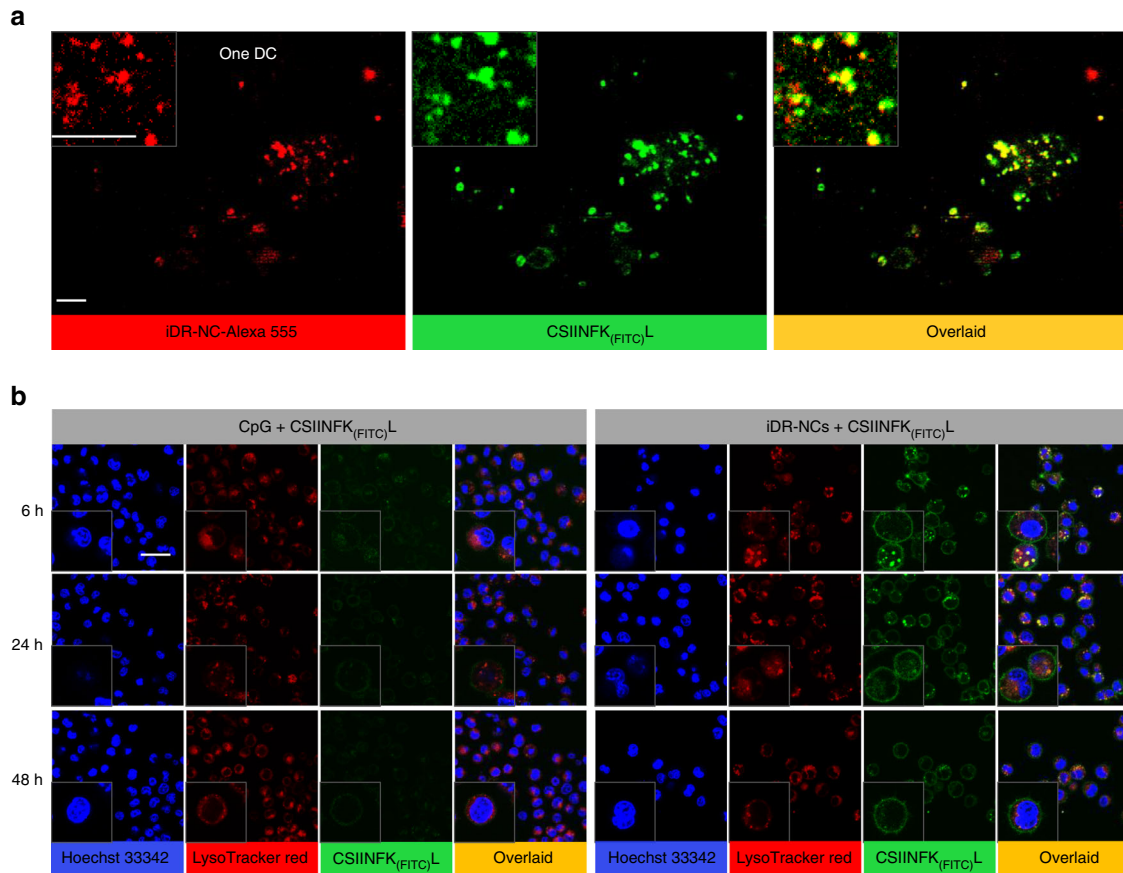 a
One DC
iDR-NC-Alexa 555
CSIINFK(FITC)L
Overlaid
b
CpG + CSIINFK(FITC)L
iDR-NCs + CSIINFK(FITC)L
6 h
24 h
48 h
Hoechst 33342
LysoTracker red
CSIINFK(FITC)L
Overlaid
Hoechst 33342
LysoTracker red
CSIINFK(FITC)L
Overlaid